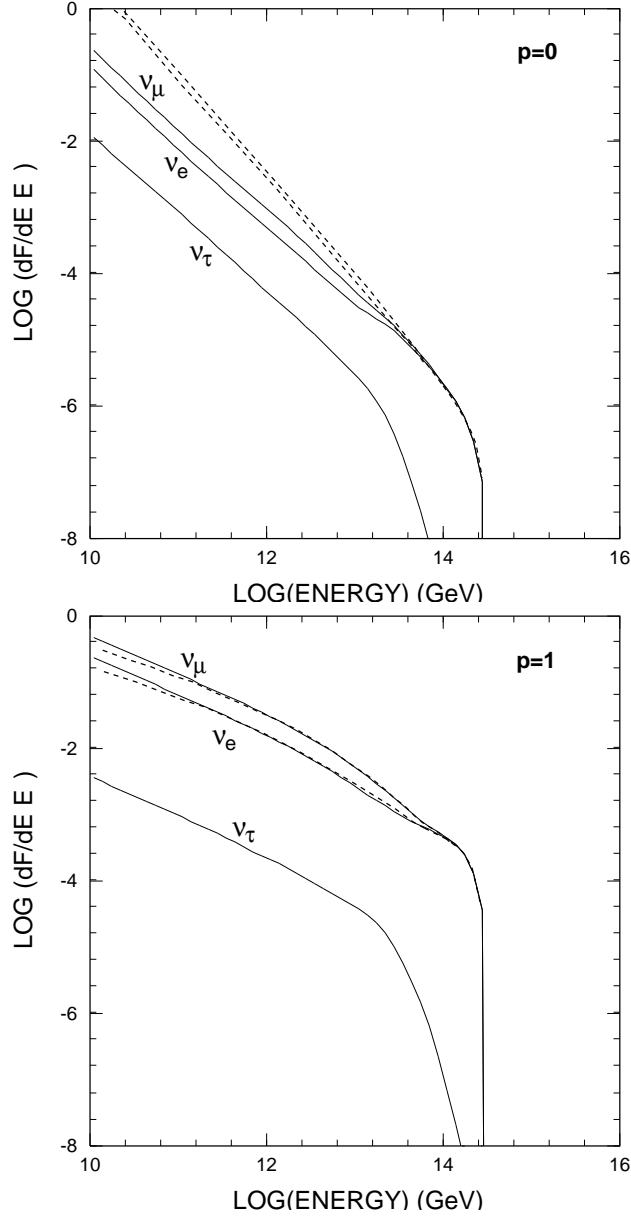 0
p=0
νμ
-2
νe
LOG (dF/dE E )
ντ
-4
-6
-8
10 12 14 16
LOG(ENERGY) (GeV)
0
νμ
p=1
-2
νe
LOG (dF/dE E )
ντ
-4
-6
-8
10 12 14 16
LOG(ENERGY) (GeV)